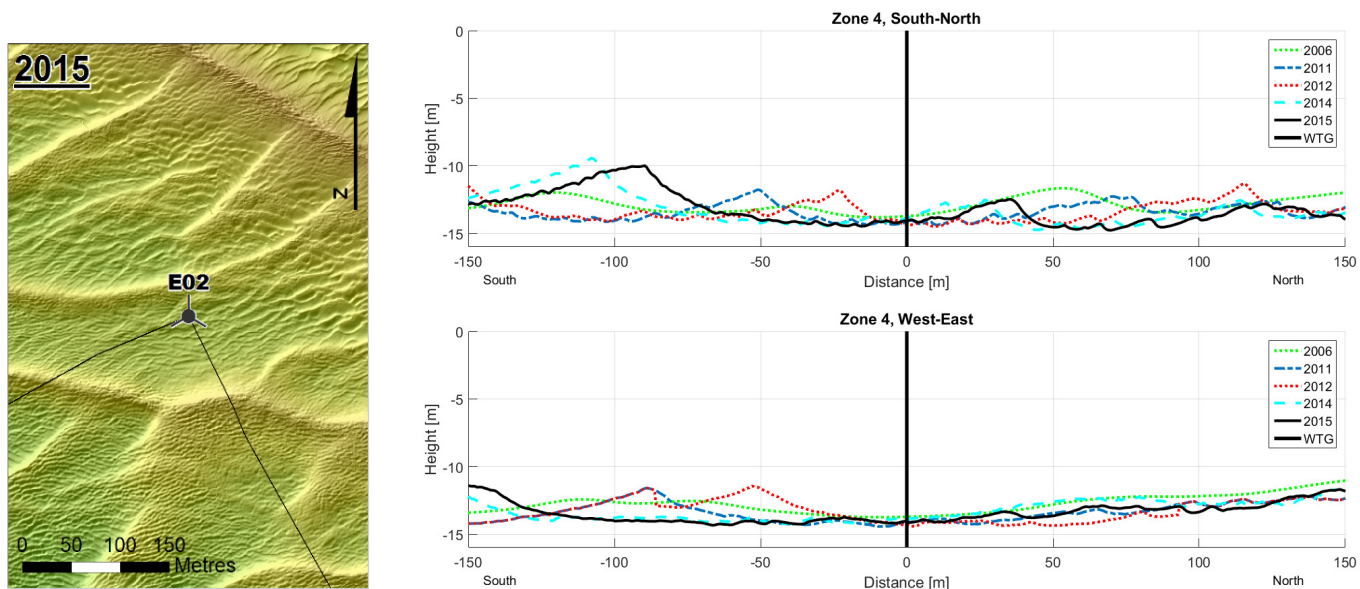 2015
N
E02
0 50 100 150
Metres
Zone 4, South-North
Height [m]
0
-5
-10
-15
-150 -100 -50 0 50 100 150
South North
Distance [m]
2006
2011
2012
2014
2015
WTG
Zone 4, West-East
Height [m]
0
-5
-10
-15
-150 -100 -50 0 50 100 150
South North
Distance [m]
2006
2011
2012
2014
2015
WTG